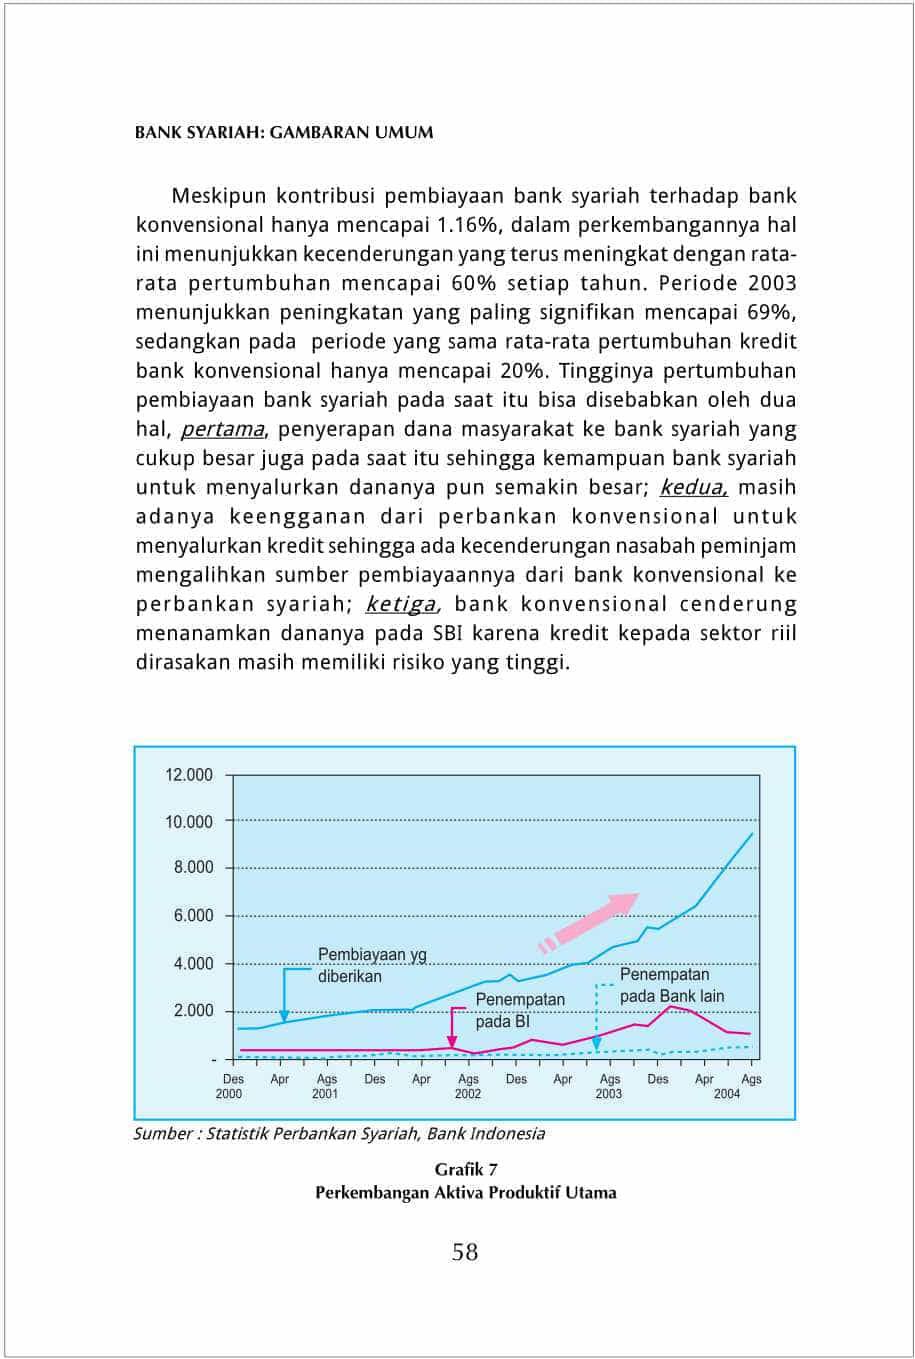 BANK SYARIAH: GAMBARAN UMUM
Meskipun kontribusi pembiayaan bank syariah terhadap bank
konvensional hanya mencapai 1.16%, dalam perkembangannya hal
ini menunjukkan kecenderungan yang terus meningkat dengan rata-
rata pertumbuhan mencapai 60% setiap tahun. Periode 2003
menunjukkan peningkatan yang paling signifikan mencapai 69%,
sedangkan pada periode yang sama rata-rata pertumbuhan kredit
bank konvensional hanya mencapai 20%. Tingginya pertumbuhan
pembiayaan bank syariah pada saat itu bisa disebabkan oleh dua
hal, pertama, penyerapan dana masyarakat ke bank syariah yang
cukup besar juga pada saat itu sehingga kemampuan bank syariah
untuk menyalurkan dananya pun semakin besar; kedua, masih
adanya keengganan dari perbankan konvensional untuk
menyalurkan kredit sehingga ada kecenderungan nasabah peminjam
mengalihkan sumber pembiayaannya dari bank konvensional ke
perbankan syariah; ketiga, bank konvensional cenderung
menanamkan dananya pada SBI karena kredit kepada sektor riil
dirasakan masih memiliki risiko yang tinggi.
12.000
10.000
8.000
6.000
4.000
2.000
-
Pembiayaan yg
diberikan
Penempatan
pada BI
Penempatan
pada Bank lain
Des Apr Ags Des Apr Ags Des Apr Ags Des Apr Ags
2000 2001 2002 2003 2004
Sumber : Statistik Perbankan Syariah, Bank Indonesia
Grafik 7
Perkembangan Aktiva Produktif Utama
58